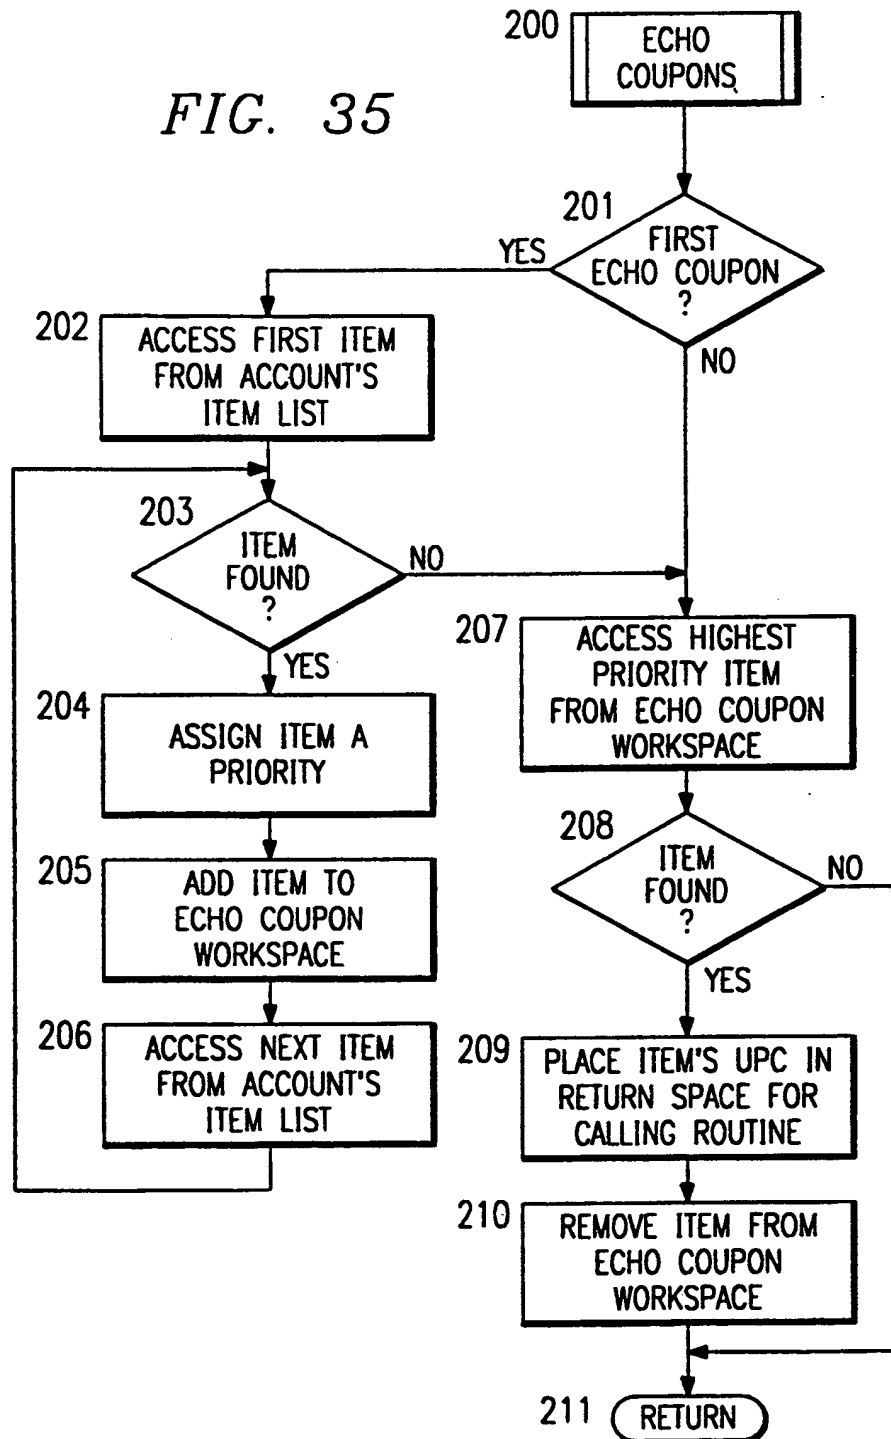 FIG. 35
200
ECHO
COUPONS
201
FIRST
ECHO COUPON
?
YES
NO
202
ACCESS FIRST ITEM
FROM ACCOUNT'S
ITEM LIST
203
ITEM
FOUND
?
NO
YES
204
ASSIGN ITEM A
PRIORITY
205
ADD ITEM TO
ECHO COUPON
WORKSPACE
206
ACCESS NEXT ITEM
FROM ACCOUNT'S
ITEM LIST
207
ACCESS HIGHEST
PRIORITY ITEM
FROM ECHO COUPON
WORKSPACE
208
ITEM
FOUND
?
NO
YES
209
PLACE ITEM'S UPC IN
RETURN SPACE FOR
CALLING ROUTINE
210
REMOVE ITEM FROM
ECHO COUPON
WORKSPACE
211
RETURN